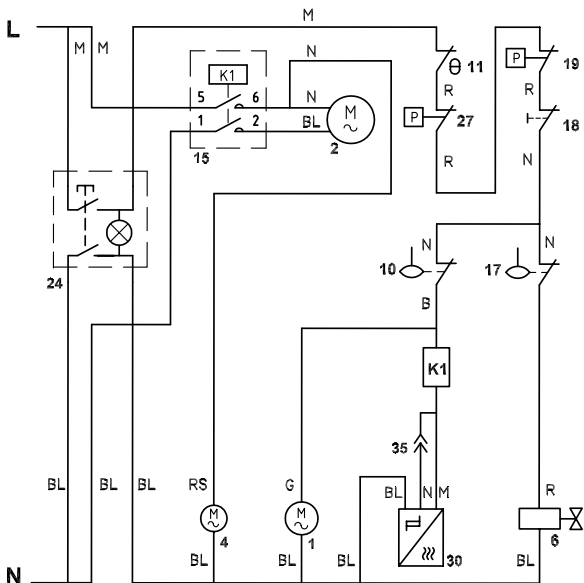 M
L
M M
N
K1
5 6 N
1 2 BL
M
2
15
θ 11
P 19
R R
P 27
18
R N
24
N N
10 17
B
K1
35
BL BL BL RS G BL N M R
M
4
M
1
30
6
BL BL BL BL
N